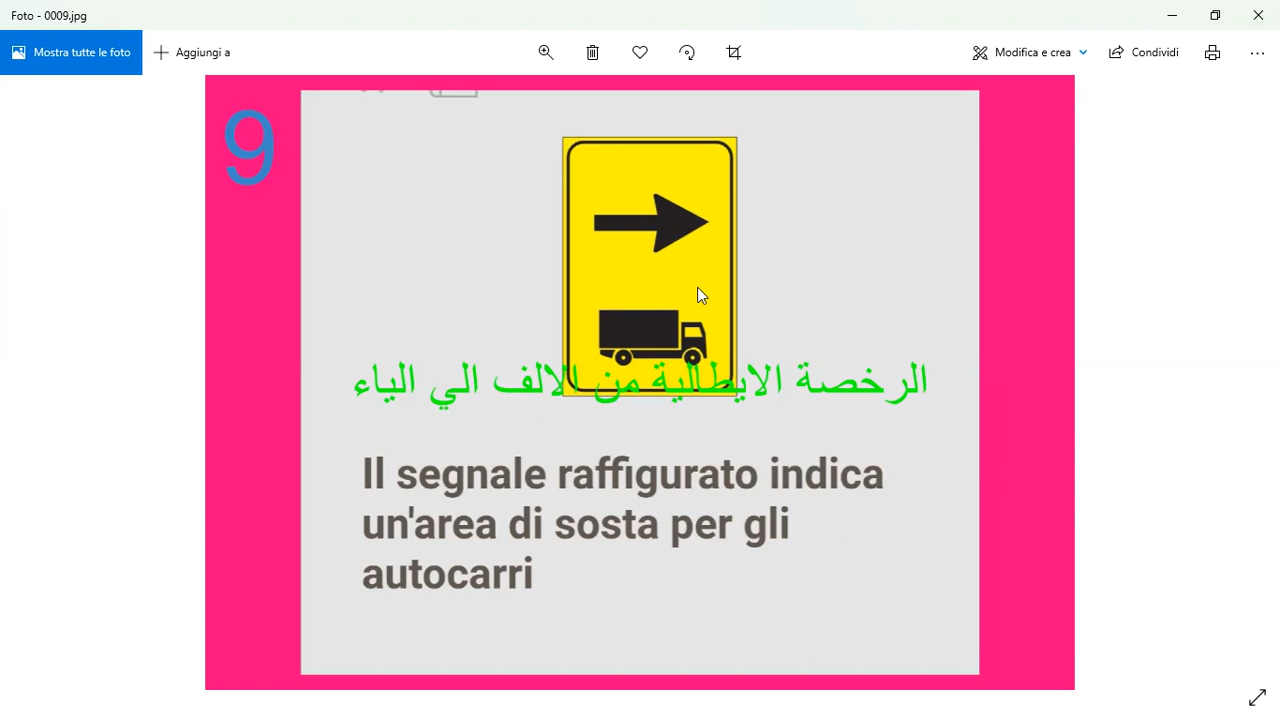 Foto - 0009.jpg
Mostra tutte le foto
Aggiungi a
Modifica e crea
Condividi
9
الرخصة الايطالية من الالف الي الياء
Il segnale raffigurato indica
un'area di sosta per gli
autocarri